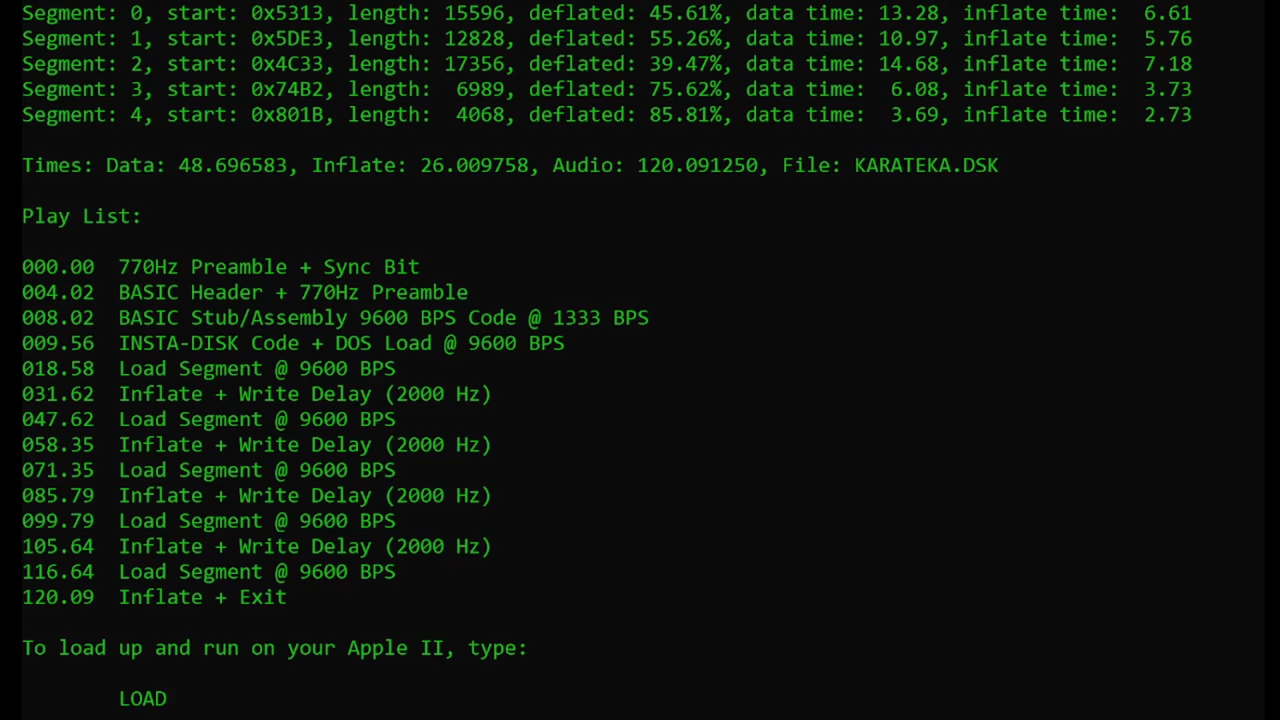 Segment: 0, start: 0x5313, length: 15596, deflated: 45.61%, data time: 13.28, inflate time:  6.61
Segment: 1, start: 0x5DE3, length: 12828, deflated: 55.26%, data time: 10.97, inflate time:  5.76
Segment: 2, start: 0x4C33, length: 17356, deflated: 39.47%, data time: 14.68, inflate time:  7.18
Segment: 3, start: 0x74B2, length:  6989, deflated: 75.62%, data time:  6.08, inflate time:  3.73
Segment: 4, start: 0x801B, length:  4068, deflated: 85.81%, data time:  3.69, inflate time:  2.73
Times: Data: 48.696583, Inflate: 26.009758, Audio: 120.091250, File: KARATEKA.DSK
Play List:
000.00  770Hz Preamble + Sync Bit
004.02  BASIC Header + 770Hz Preamble
008.02  BASIC Stub/Assembly 9600 BPS Code @ 1333 BPS
009.56  INSTA-DISK Code + DOS Load @ 9600 BPS
018.58  Load Segment @ 9600 BPS
031.62  Inflate + Write Delay (2000 Hz)
047.62  Load Segment @ 9600 BPS
058.35  Inflate + Write Delay (2000 Hz)
071.35  Load Segment @ 9600 BPS
085.79  Inflate + Write Delay (2000 Hz)
099.79  Load Segment @ 9600 BPS
105.64  Inflate + Write Delay (2000 Hz)
116.64  Load Segment @ 9600 BPS
120.09  Inflate + Exit
To load up and run on your Apple II, type:
LOAD